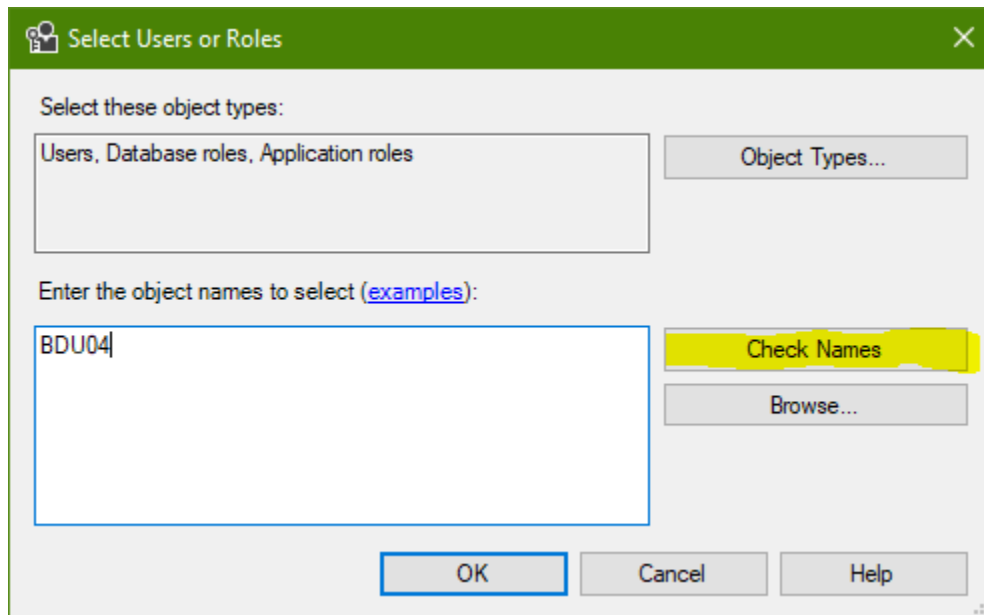 Select Users or Roles
Select these object types:
Users, Database roles, Application roles
Object Types...
Enter the object names to select (examples):
BDU04
Check Names
Browse...
OK
Cancel
Help